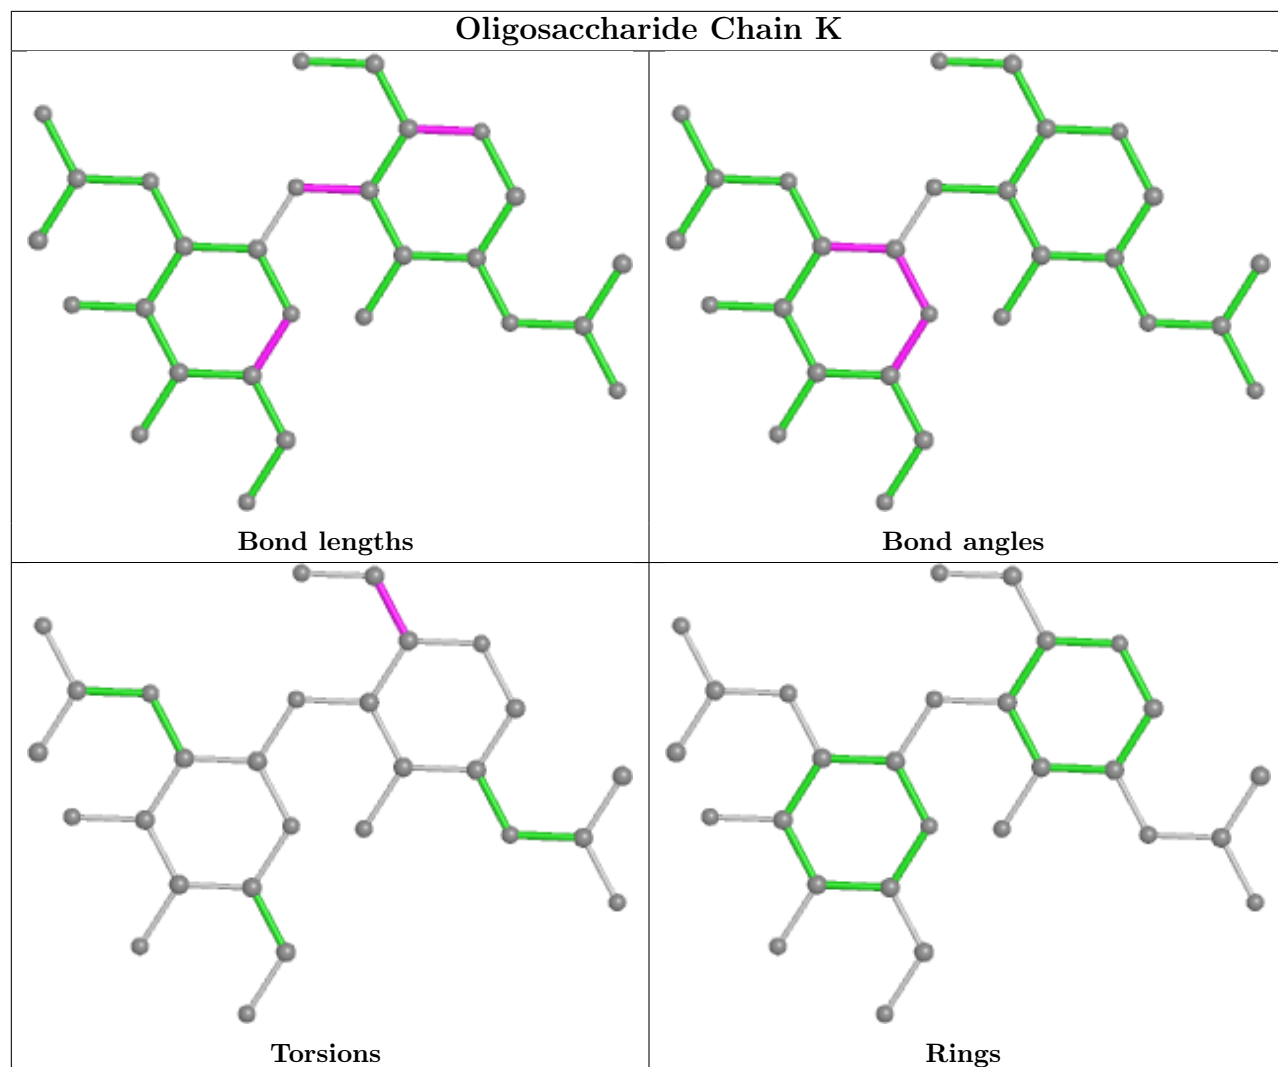 Oligosaccharide Chain K
Bond lengths
Bond angles
Torsions
Rings